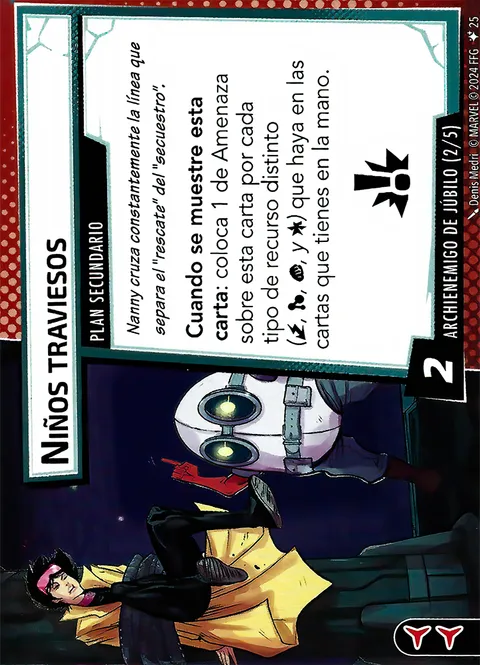 NIÑOS TRAVIESOS
PLAN SECUNDARIO
Nanny cruza constantemente la línea que
separa el "rescate" del "secuestro".
Cuando se muestre esta
carta: coloca 1 de Amenaza
sobre esta carta por cada
tipo de recurso distinto
(, , , y ) que haya en las
cartas que tienes en la mano.
2
ARCHIENEMIGO DE JÚBILO (2/5)
Denis Medri © MARVEL © 2024 FFG 25